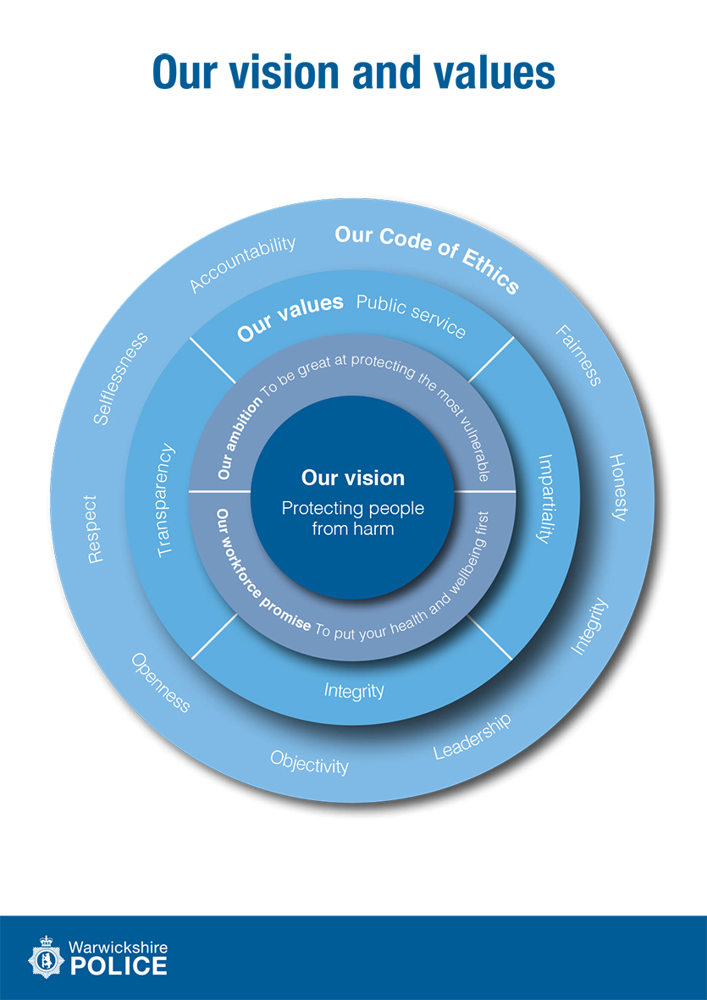 Our vision and values
Our Code of Ethics
Fairness
Honesty
Integrity
Leadership
Objectivity
Openness
Respect
Selflessness
Accountability
Our values Public service
Impartiality
Integrity
Transparency
Our ambition To be great at protecting the most vulnerable
Our workforce promise To put your health and wellbeing first
Our vision
Protecting people
from harm
Warwickshire
POLICE